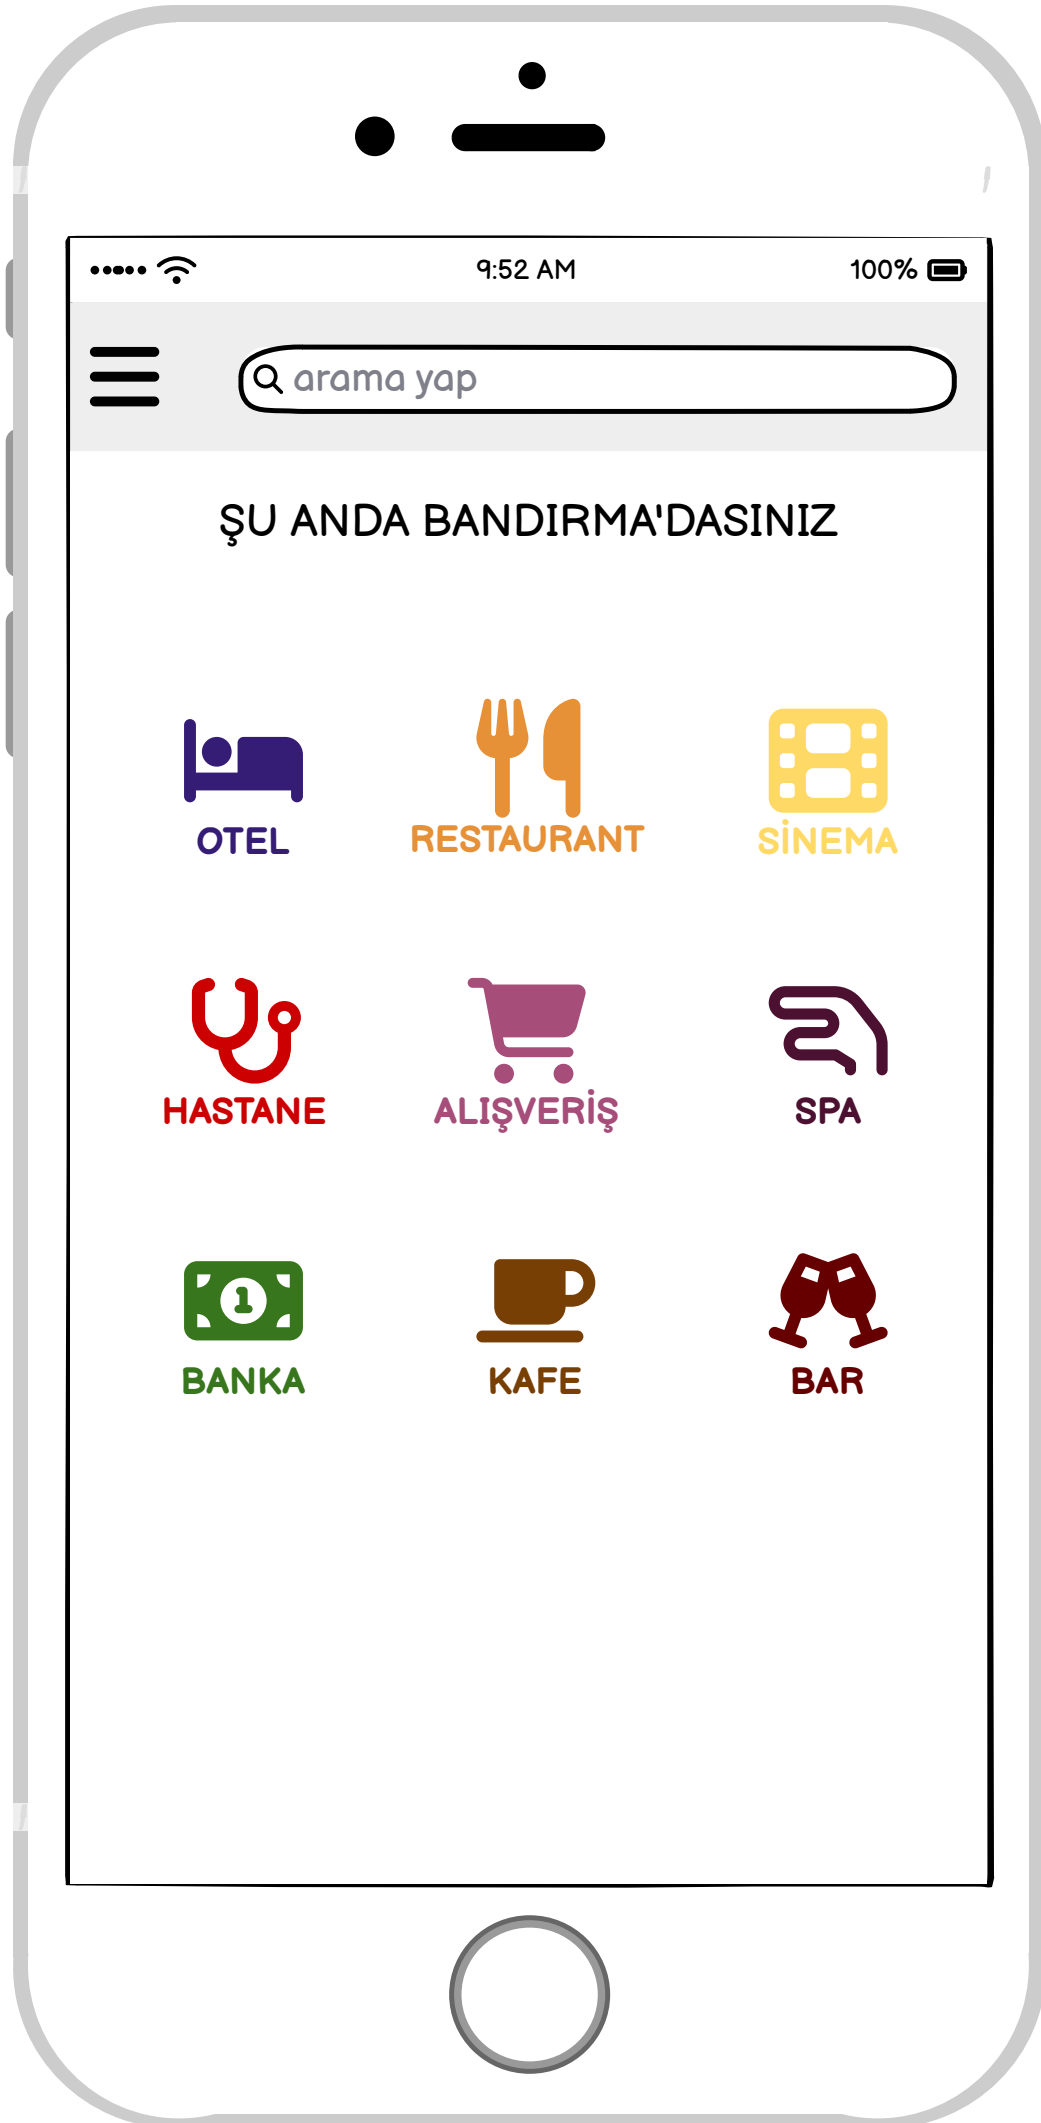 9:52 AM 100%
arama yap
ŞU ANDA BANDIRMA'DASINIZ
OTEL RESTAURANT SİNEMA
HASTANE ALIŞVERİŞ SPA
1
BANKA KAFE BAR